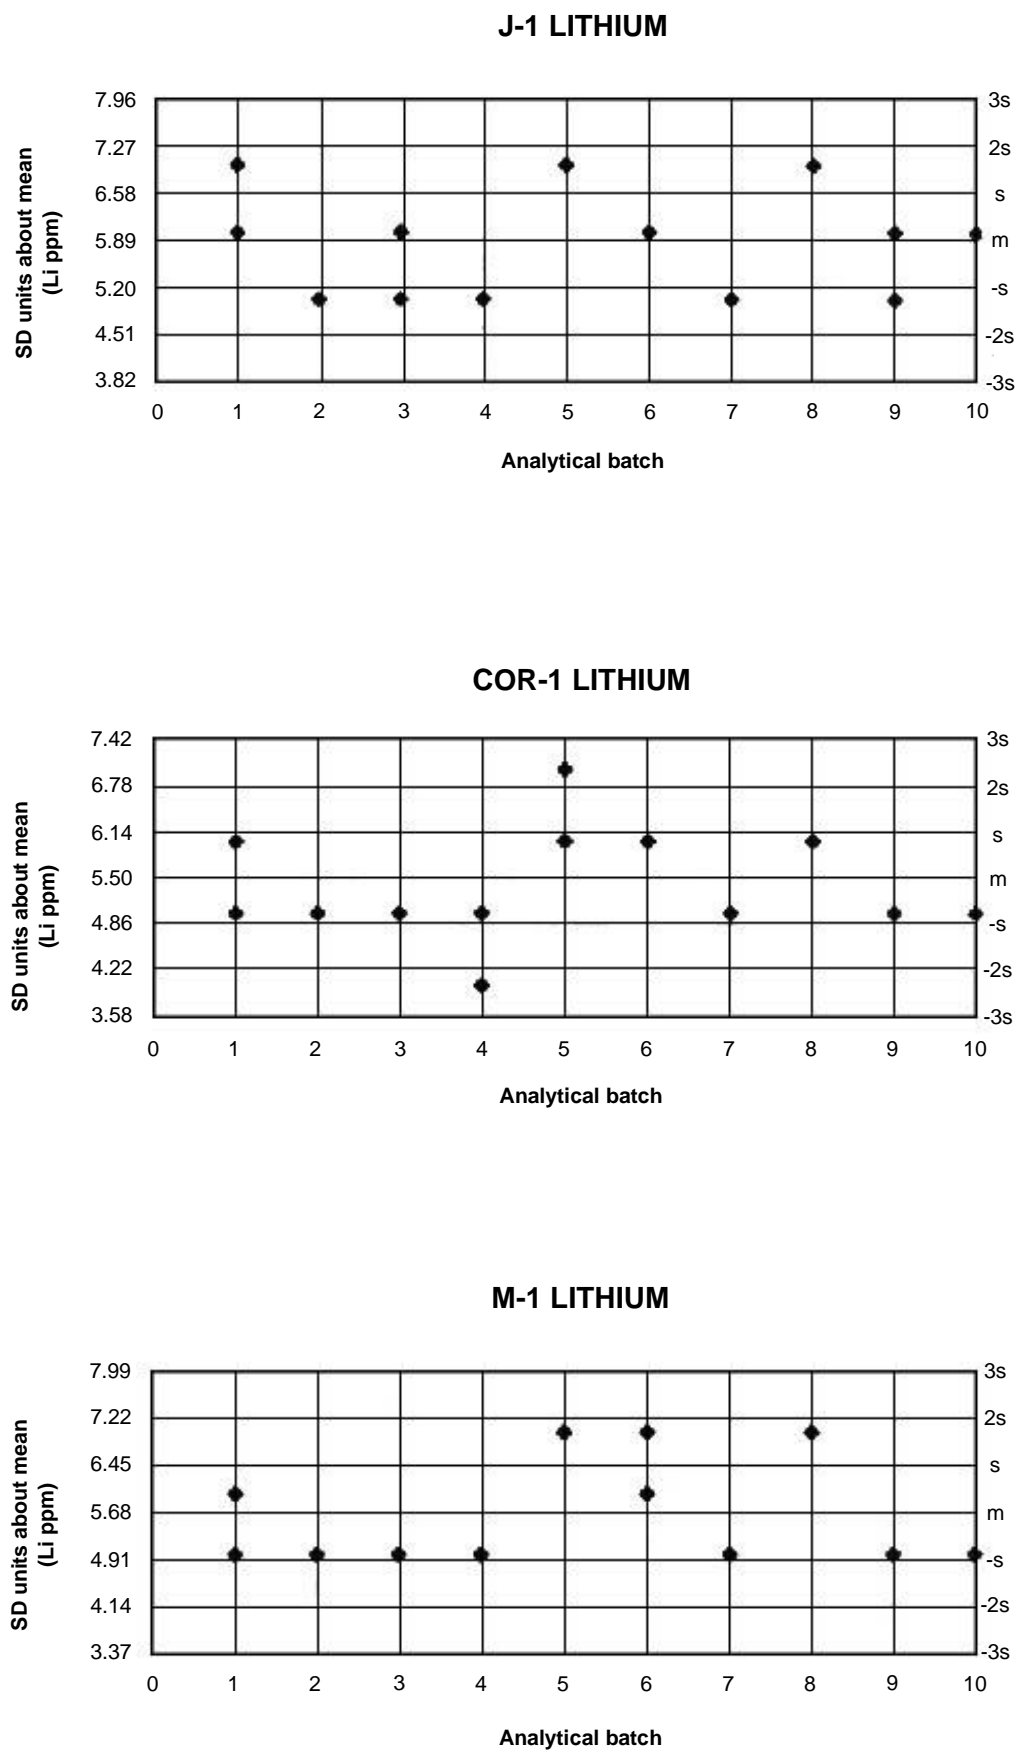 J-1 LITHIUM
SD units about mean
(Li ppm)
7.96
3s
7.27
2s
6.58
s
5.89
m
5.20
-s
4.51
-2s
3.82
-3s
0 1 2 3 4 5 6 7 8 9 10
Analytical batch
COR-1 LITHIUM
SD units about mean
(Li ppm)
7.42
3s
6.78
2s
6.14
s
5.50
m
4.86
-s
4.22
-2s
3.58
-3s
0 1 2 3 4 5 6 7 8 9 10
Analytical batch
M-1 LITHIUM
SD units about mean
(Li ppm)
7.99
3s
7.22
2s
6.45
s
5.68
m
4.91
-s
4.14
-2s
3.37
-3s
0 1 2 3 4 5 6 7 8 9 10
Analytical batch